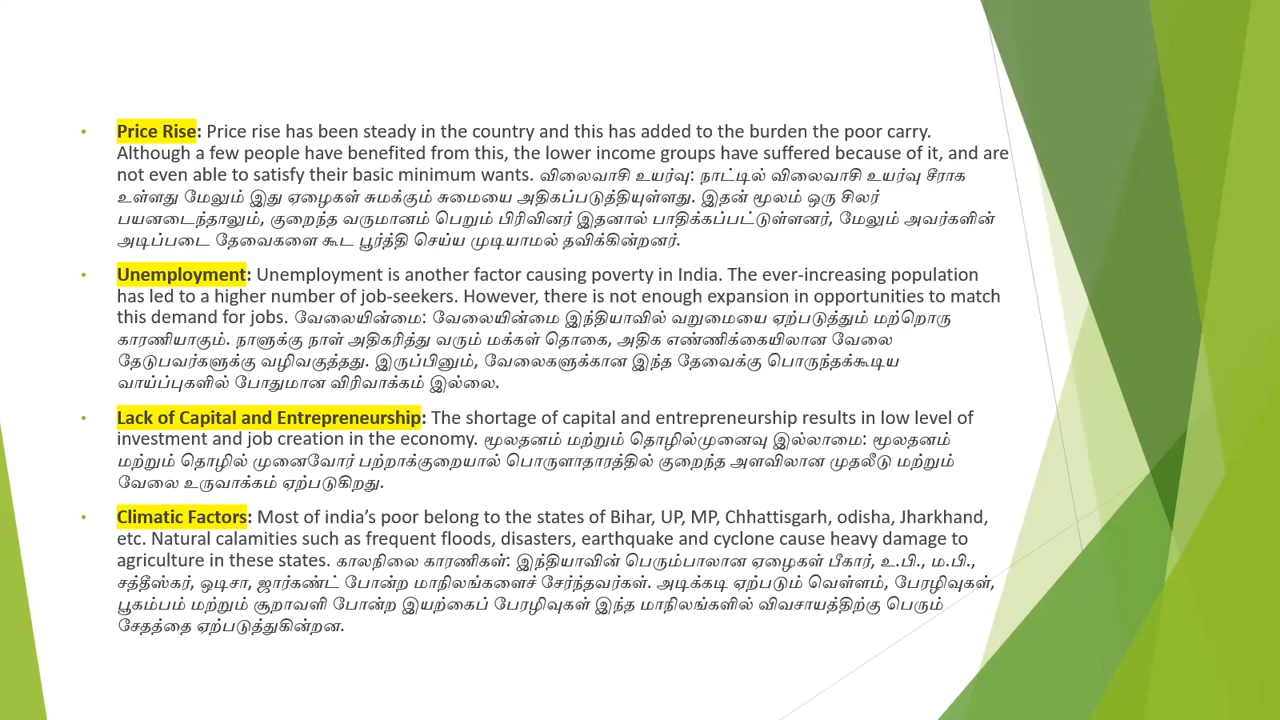 • Price Rise: Price rise has been steady in the country and this has added to the burden the poor carry.
Although a few people have benefited from this, the lower income groups have suffered because of it, and are
not even able to satisfy their basic minimum wants. விலைவாசி உயர்வு: நாட்டில் விலைவாசி உயர்வு சீராக
உள்ளது மேலும் இது ஏழைகள் சுமக்கும் சுமையை அதிகப்படுத்தியுள்ளது. இதன் மூலம் ஒரு சிலர்
பயனடைந்தாலும், குறைந்த வருமானம் பெறும் பிரிவினர் இதனால் பாதிக்கப்பட்டுள்ளனர், மேலும் அவர்களின்
அடிப்படை தேவைகளை கூட பூர்த்தி செய்ய முடியாமல் தவிக்கின்றனர்.
• Unemployment: Unemployment is another factor causing poverty in India. The ever-increasing population
has led to a higher number of job-seekers. However, there is not enough expansion in opportunities to match
this demand for jobs. வேலையின்மை: வேலையின்மை இந்தியாவில் வறுமையை ஏற்படுத்தும் மற்றொரு
காரணியாகும். நாளுக்கு நாள் அதிகரித்து வரும் மக்கள் தொகை, அதிக எண்ணிக்கையிலான வேலை
தேடுபவர்களுக்கு வழிவகுத்தது. இருப்பினும், வேலைகளுக்கான இந்த தேவைக்கு பொருந்தக்கூடிய
வாய்ப்புகளில் போதுமான விரிவாக்கம் இல்லை.
• Lack of Capital and Entrepreneurship: The shortage of capital and entrepreneurship results in low level of
investment and job creation in the economy. மூலதனம் மற்றும் தொழில்முனைவு இல்லாமை: மூலதனம்
மற்றும் தொழில் முனைவோர் பற்றாக்குறையால் பொருளாதாரத்தில் குறைந்த அளவிலான முதலீடு மற்றும்
வேலை உருவாக்கம் ஏற்படுகிறது.
• Climatic Factors: Most of india’s poor belong to the states of Bihar, UP, MP, Chhattisgarh, odisha, Jharkhand,
etc. Natural calamities such as frequent floods, disasters, earthquake and cyclone cause heavy damage to
agriculture in these states. காலநிலை காரணிகள்: இந்தியாவின் பெரும்பாலான ஏழைகள் பீகார், உ.பி., ம.பி.,
சத்தீஸ்கர், ஒடிசா, ஜார்கண்ட் போன்ற மாநிலங்களைச் சேர்ந்தவர்கள். அடிக்கடி ஏற்படும் வெள்ளம், பேரழிவுகள்,
பூகம்பம் மற்றும் சூறாவளி போன்ற இயற்கைப் பேரழிவுகள் இந்த மாநிலங்களில் விவசாயத்திற்கு பெரும்
சேதத்தை ஏற்படுத்துகின்றன.